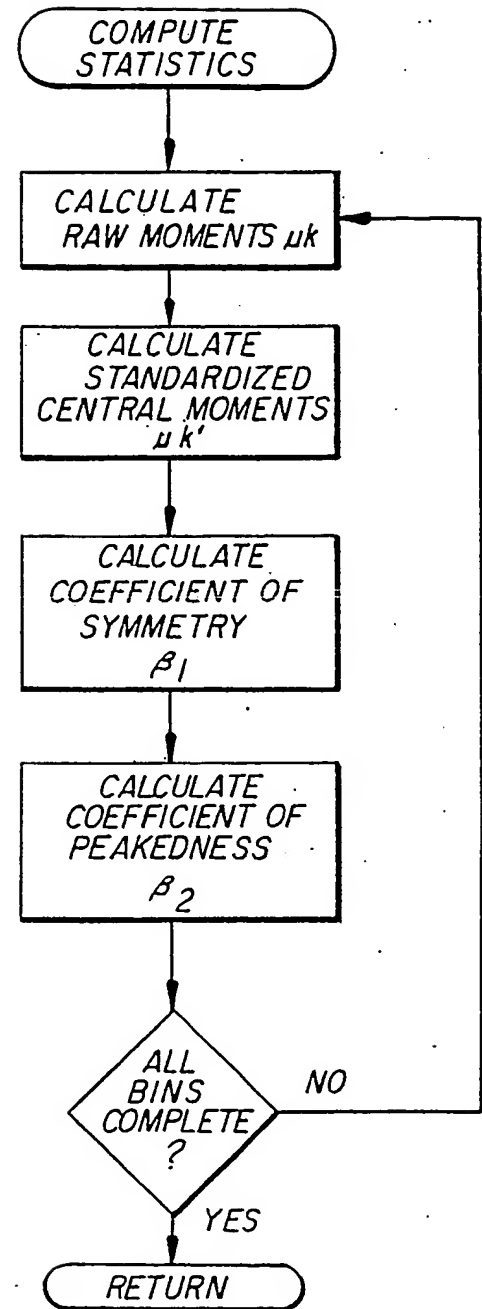 COMPUTE
STATISTICS
CALCULATE
RAW MOMENTS μk
CALCULATE
STANDARDIZED
CENTRAL MOMENTS
μk'
CALCULATE
COEFFICIENT OF
SYMMETRY
β1
CALCULATE
COEFFICIENT OF
PEAKEDNESS
β2
ALL
BINS
COMPLETE
?
NO
YES
RETURN